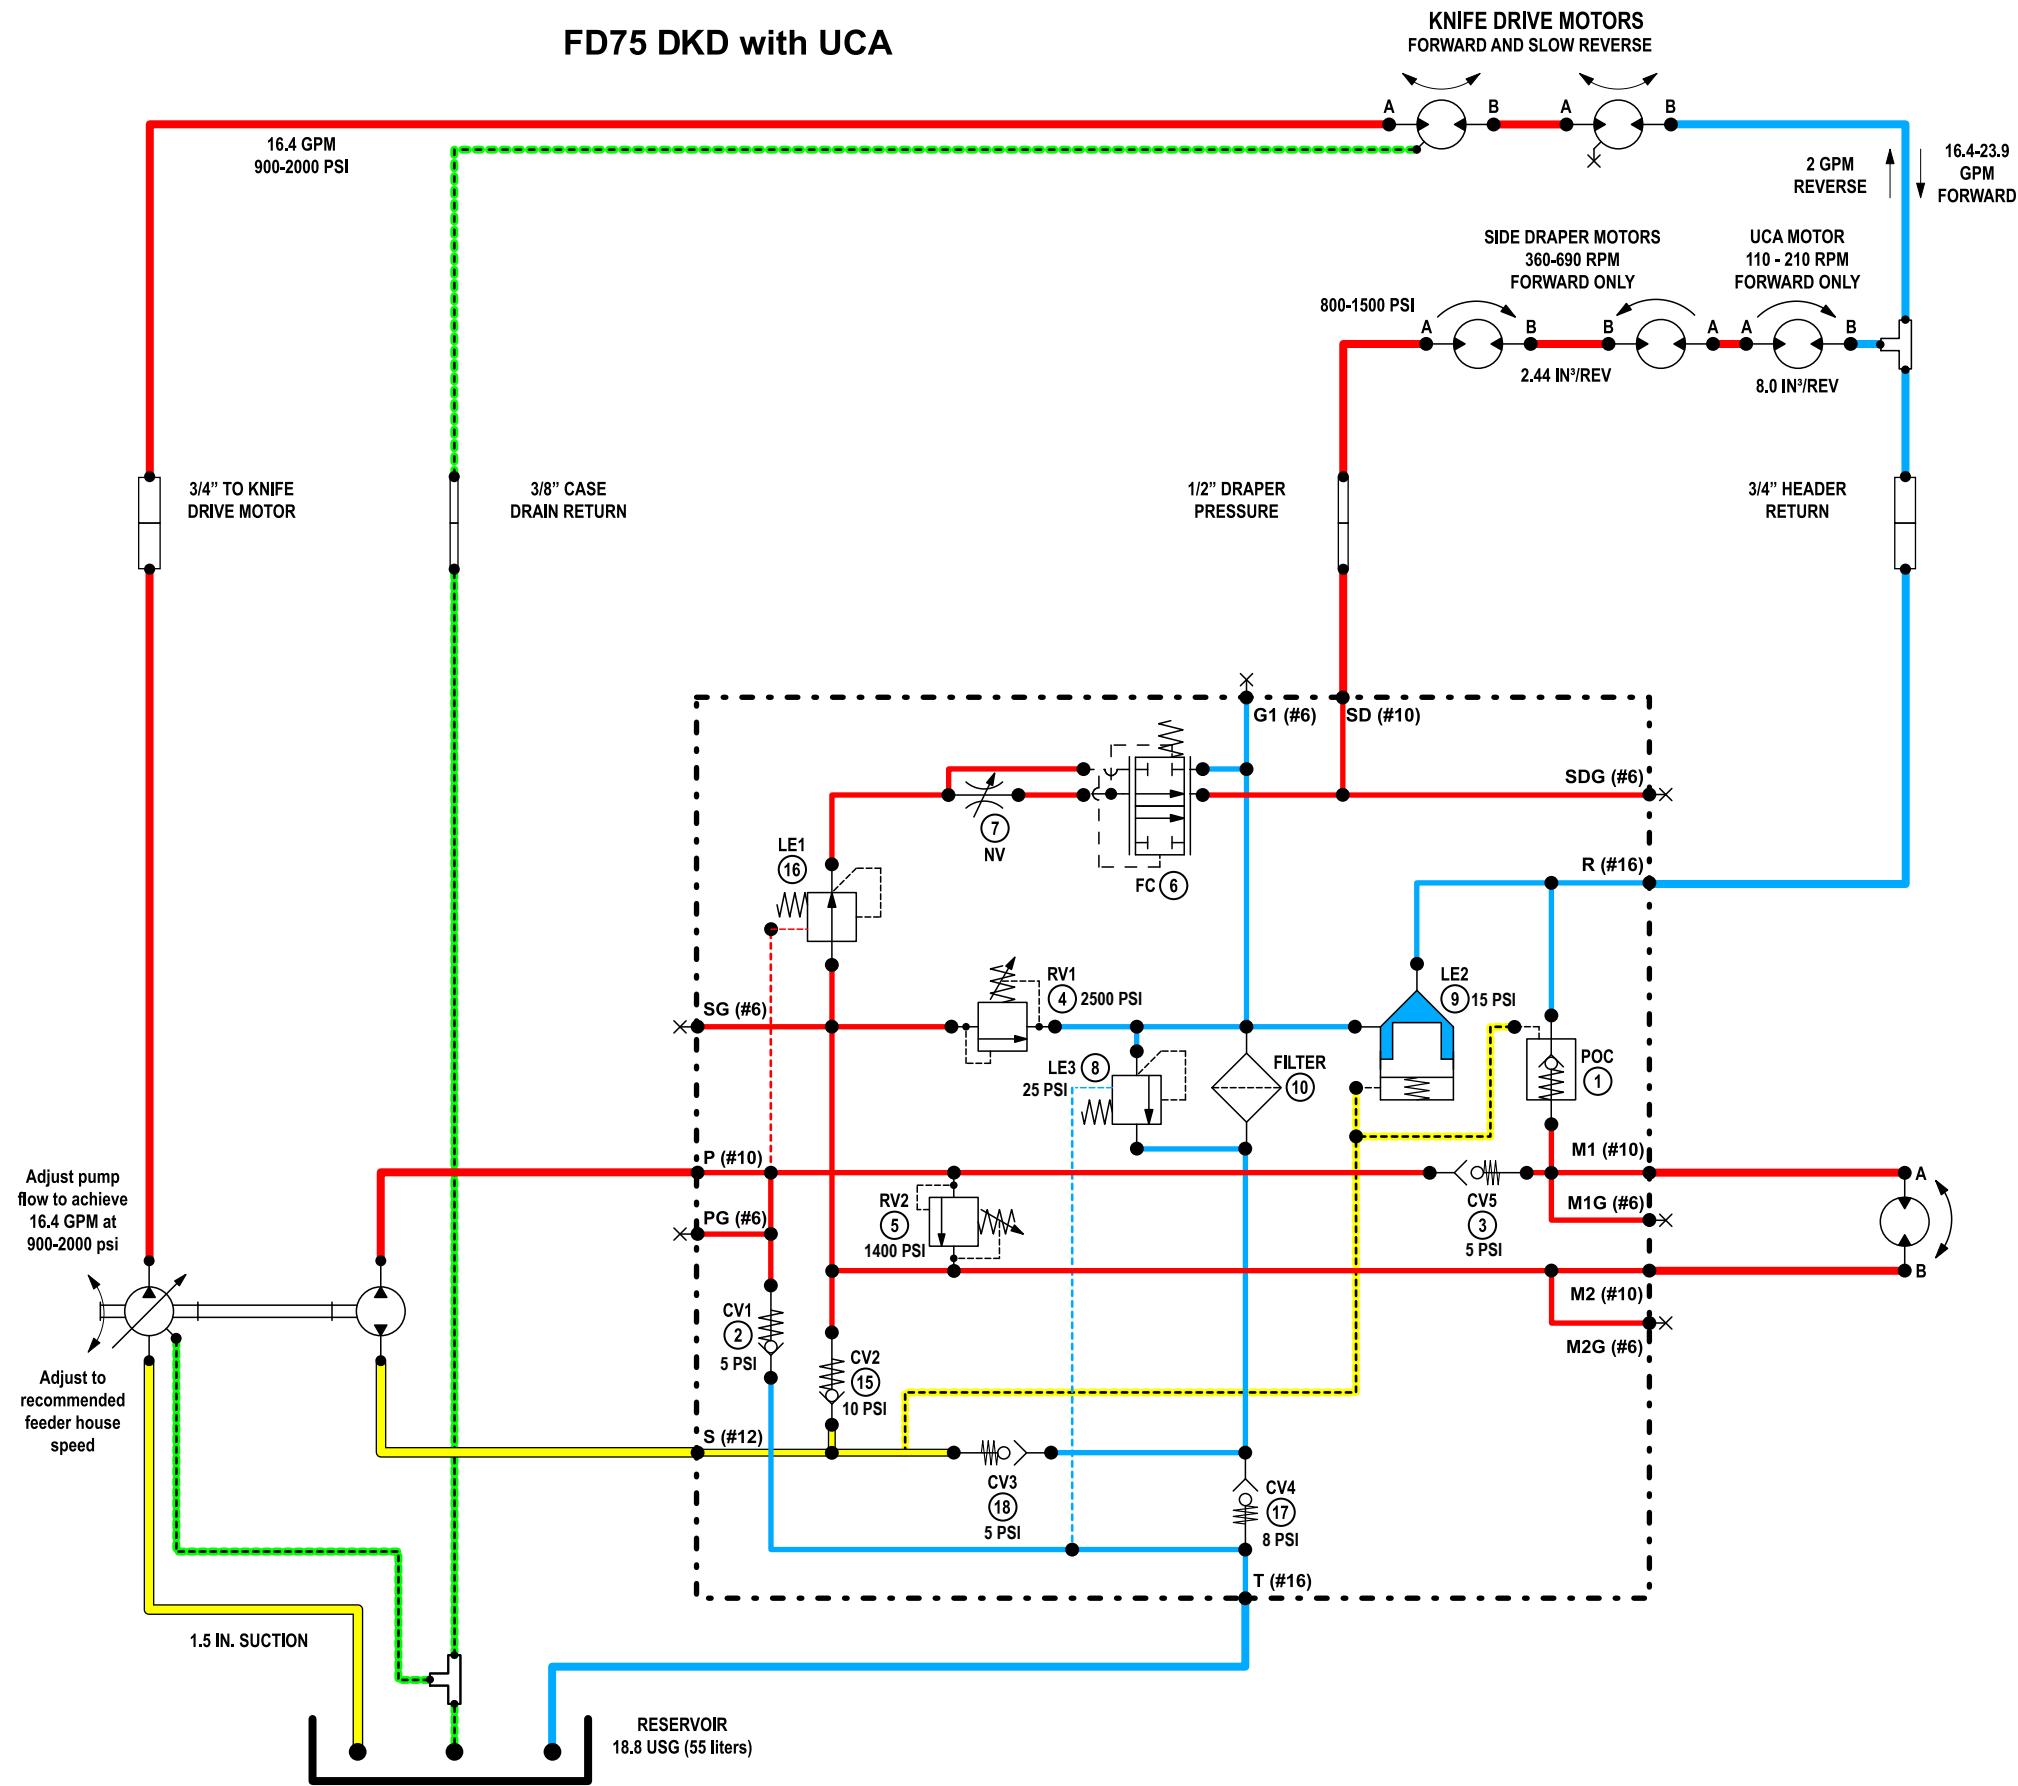 FD75 DKD with UCA
KNIFE DRIVE MOTORS
FORWARD AND SLOW REVERSE
A
B
A
B
16.4 GPM
900-2000 PSI
2 GPM
REVERSE
16.4-23.9
GPM
FORWARD
SIDE DRAPER MOTORS
360-690 RPM
FORWARD ONLY
UCA MOTOR
110 - 210 RPM
FORWARD ONLY
800-1500 PSI
A
B
B
A
A
B
2.44 IN³/REV
8.0 IN³/REV
3/4” TO KNIFE
DRIVE MOTOR
3/8” CASE
DRAIN RETURN
1/2” DRAPER
PRESSURE
3/4” HEADER
RETURN
G1 (#6)
SD (#10)
SDG (#6)
7
NV
LE1
16
FC 6
R (#16)
SG (#6)
RV1
4 2500 PSI
LE2
9 15 PSI
LE3 8
25 PSI
FILTER
10
POC
1
P (#10)
M1 (#10)
A
Adjust pump
flow to achieve
16.4 GPM at
900-2000 psi
PG (#6)
RV2
5
1400 PSI
CV5
3
5 PSI
M1G (#6)
B
M2 (#10)
CV1
2
5 PSI
CV2
15
10 PSI
M2G (#6)
Adjust to
recommended
feeder house
speed
S (#12)
CV3
18
5 PSI
CV4
17
8 PSI
T (#16)
1.5 IN. SUCTION
RESERVOIR
18.8 USG (55 liters)